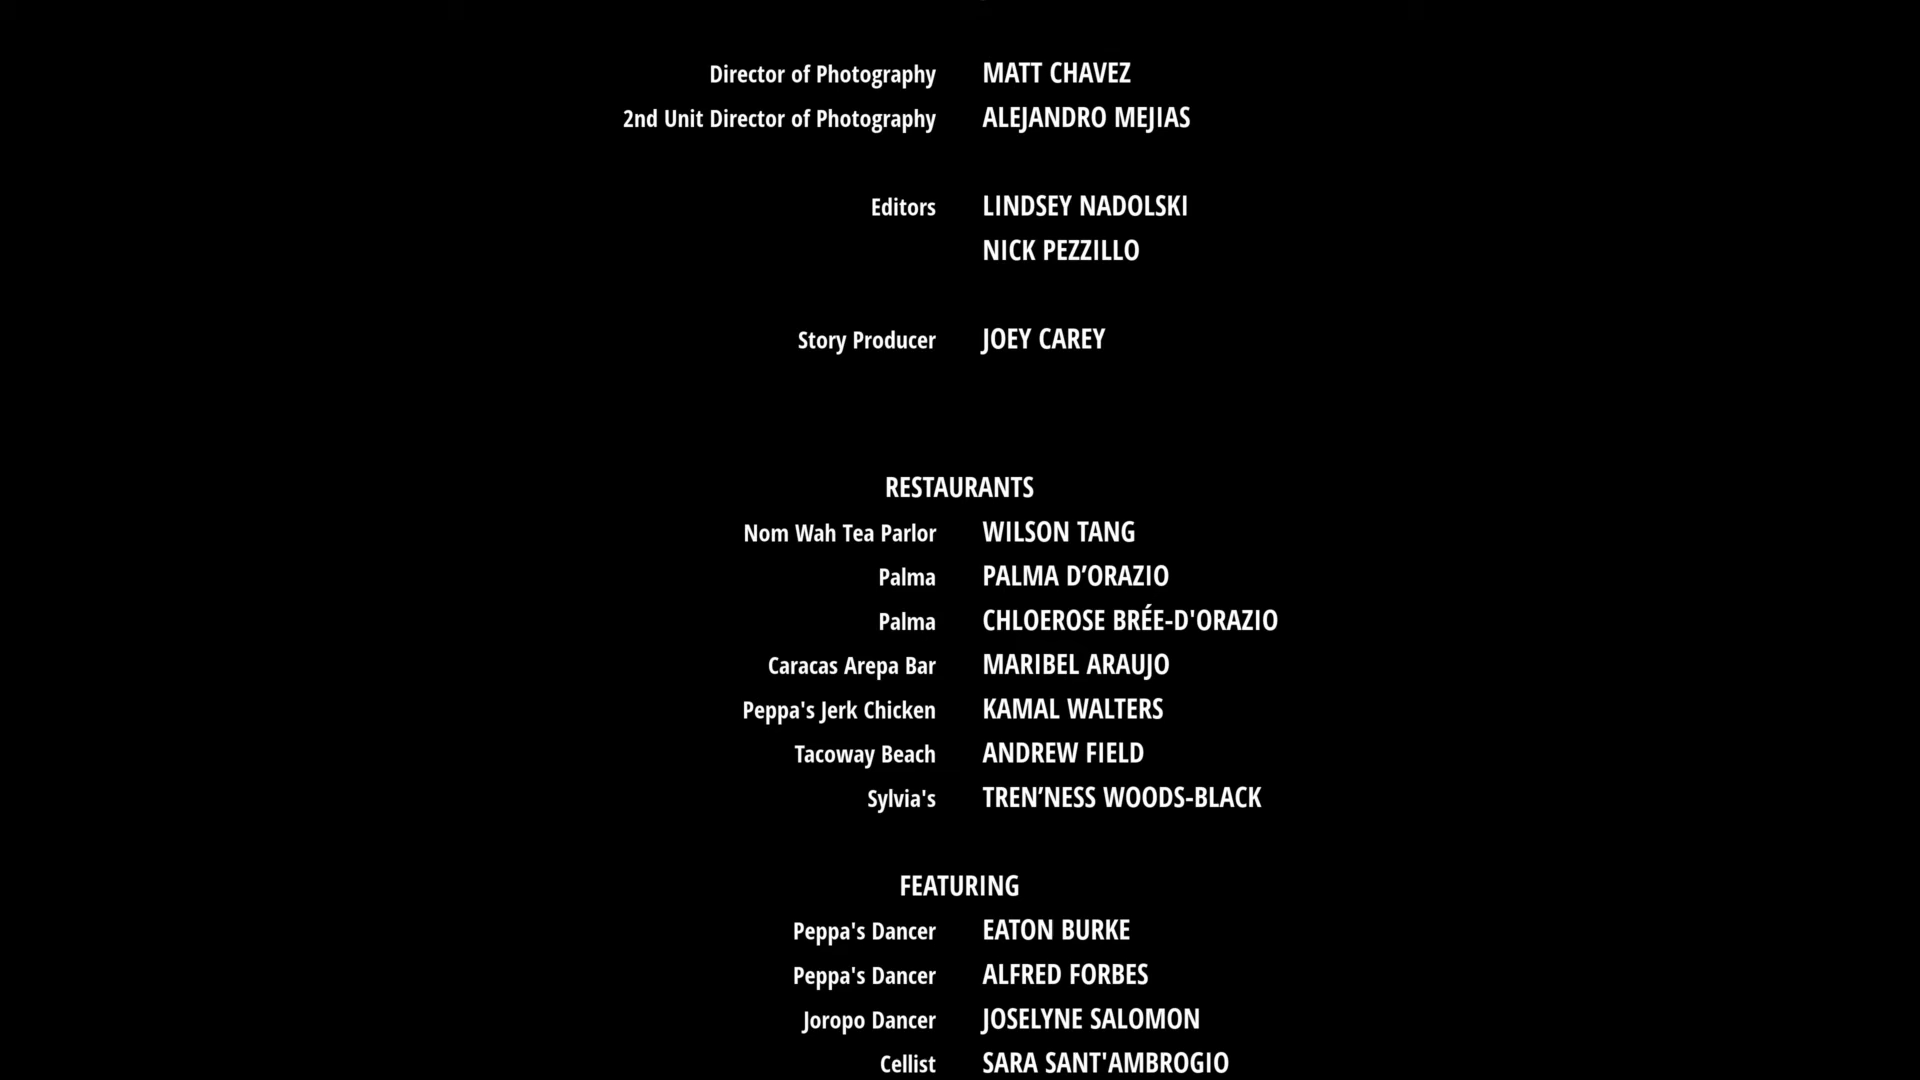 Director of Photography MATT CHAVEZ
2nd Unit Director of Photography ALEJANDRO MEJIAS
Editors LINDSEY NADOLSKI
NICK PEZZILLO
Story Producer JOEY CAREY
RESTAURANTS
Nom Wah Tea Parlor WILSON TANG
Palma PALMA D’ORAZIO
Palma CHLOEROSE BRÉE-D'ORAZIO
Caracas Arepa Bar MARIBEL ARAUJO
Peppa's Jerk Chicken KAMAL WALTERS
Tacoway Beach ANDREW FIELD
Sylvia's TREN’NESS WOODS-BLACK
FEATURING
Peppa's Dancer EATON BURKE
Peppa's Dancer ALFRED FORBES
Joropo Dancer JOSELYNE SALOMON
Cellist SARA SANT'AMBROGIO